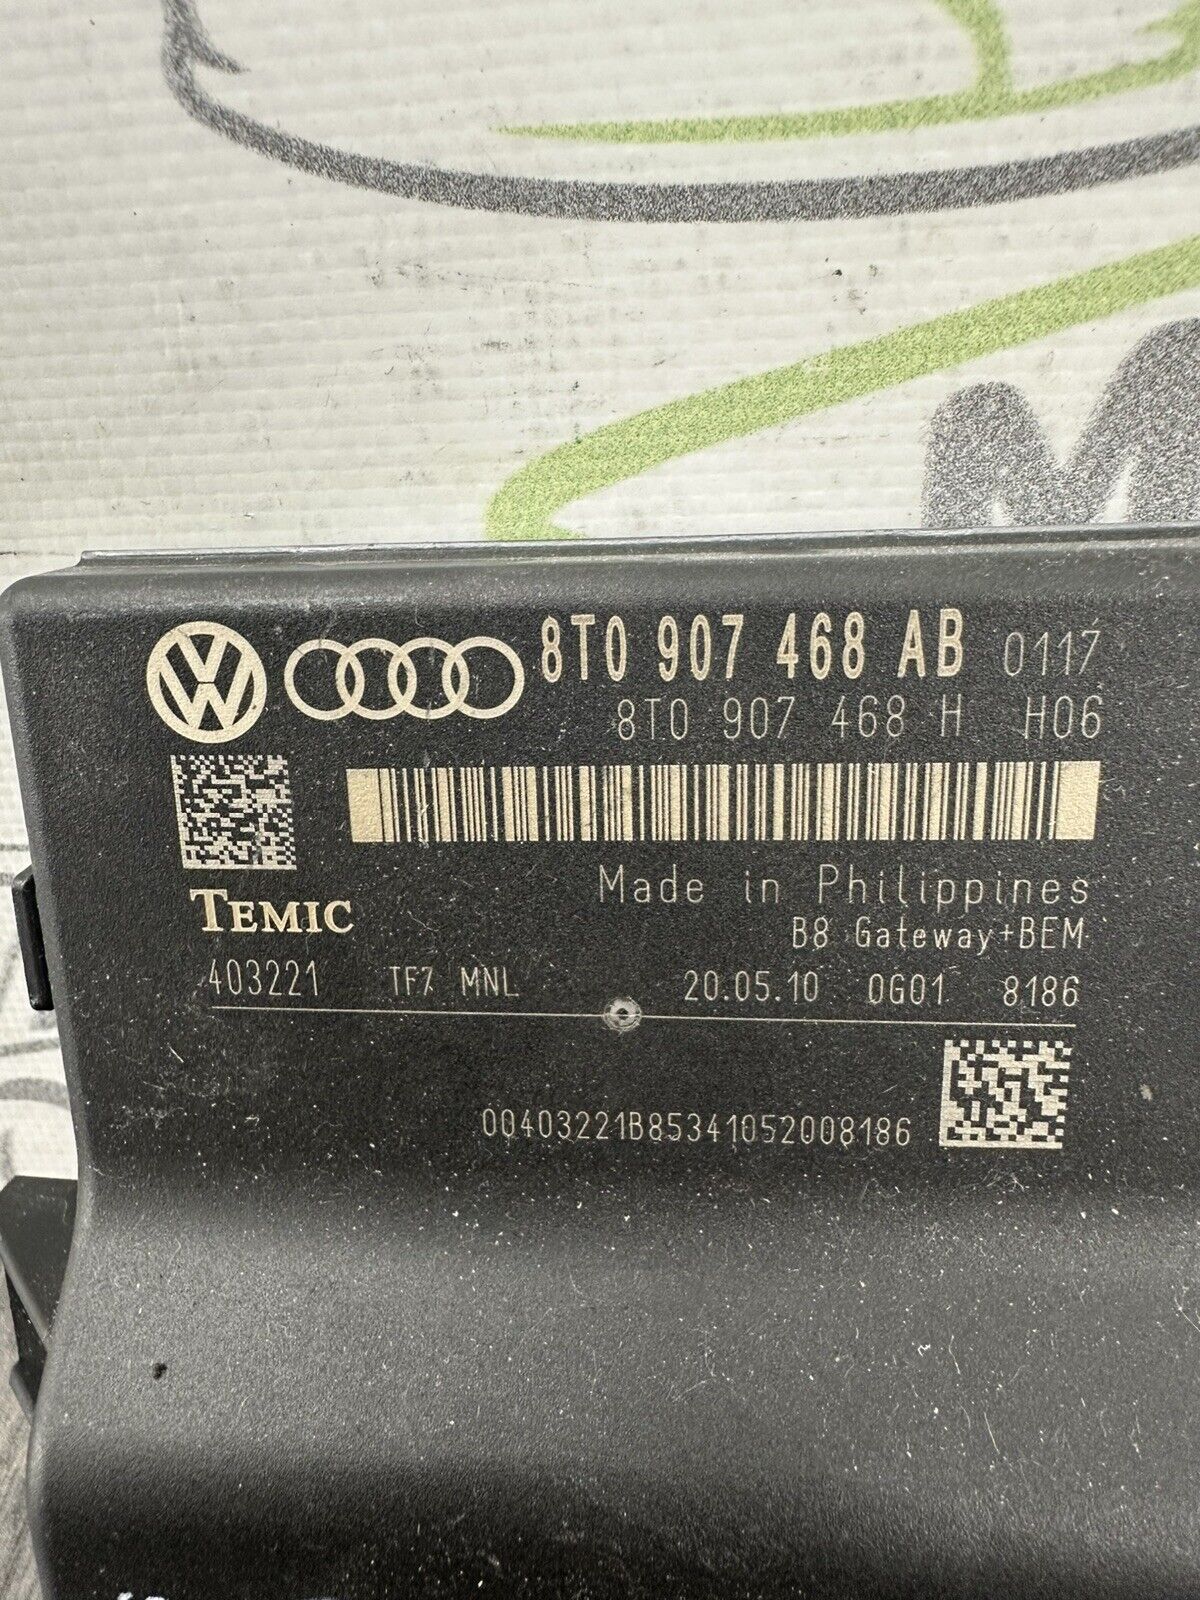 M
8T0 907 468 AB 0117
8T0 907 468 H H06
Made in Philippines
TEMIC
B8 Gateway+BEM
403221 TF7 MNL 20.05.10 0G01 8186
00403221B85341052008186